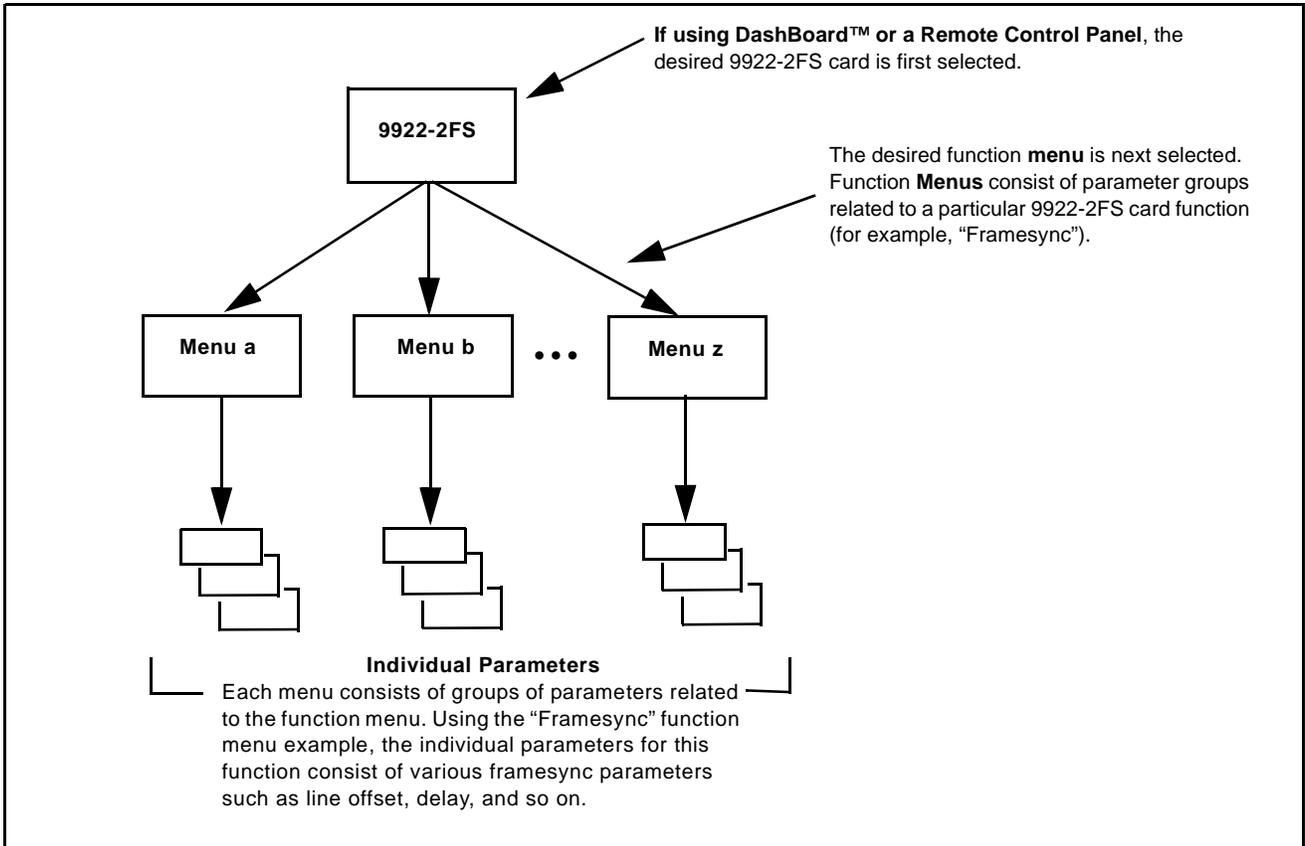 If using DashBoard™ or a Remote Control Panel, the
desired 9922-2FS card is first selected.
9922-2FS
The desired function menu is next selected.
Function Menus consist of parameter groups
related to a particular 9922-2FS card function
(for example, “Framesync”).
Menu a
Menu b
•••
Menu z
Individual Parameters
Each menu consists of groups of parameters related
to the function menu. Using the “Framesync” function
menu example, the individual parameters for this
function consist of various framesync parameters
such as line offset, delay, and so on.